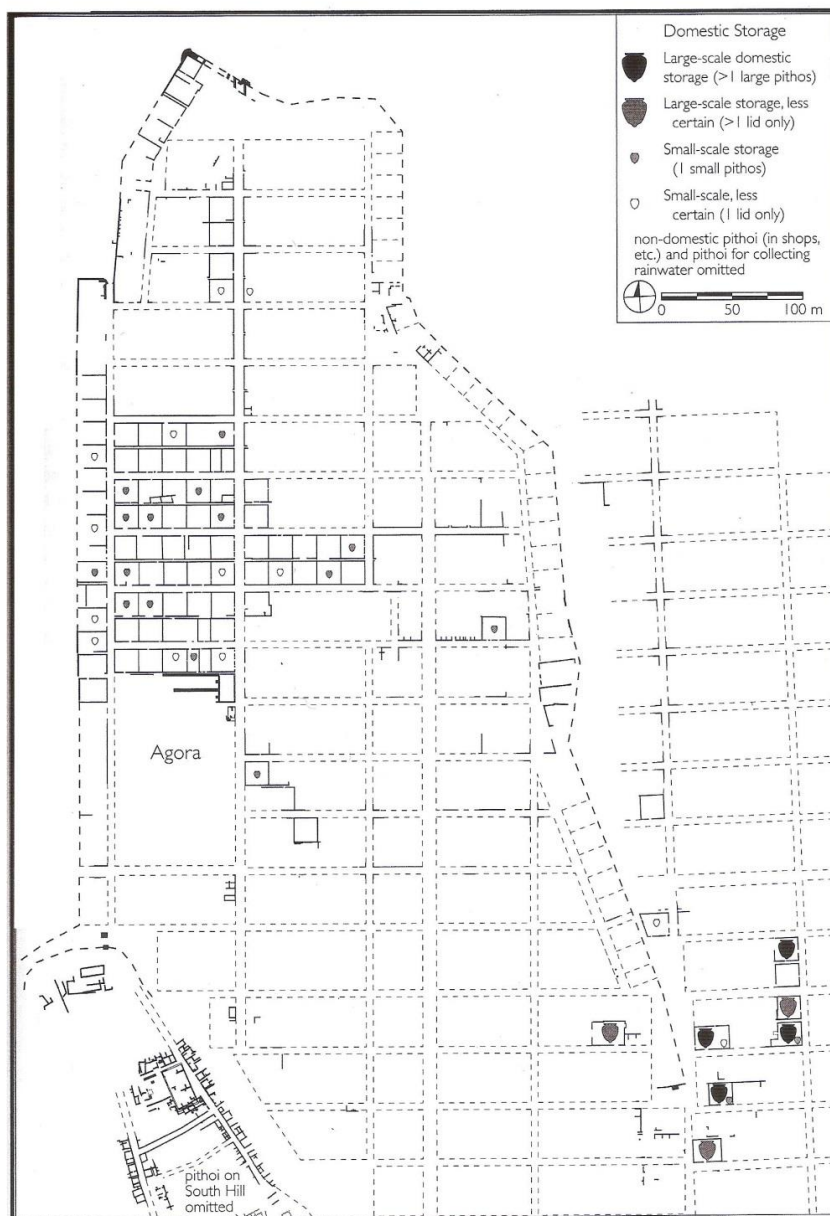 Domestic Storage
Large-scale domestic
storage (>1 large pithos)
Large-scale storage, less
certain (>1 lid only)
Small-scale storage
(1 small pithos)
Small-scale, less
certain (1 lid only)
non-domestic pithoi (in shops,
etc.) and pithoi for collecting
rainwater omitted
0 50 100 m
Agora
pithoi on
South Hill
omitted